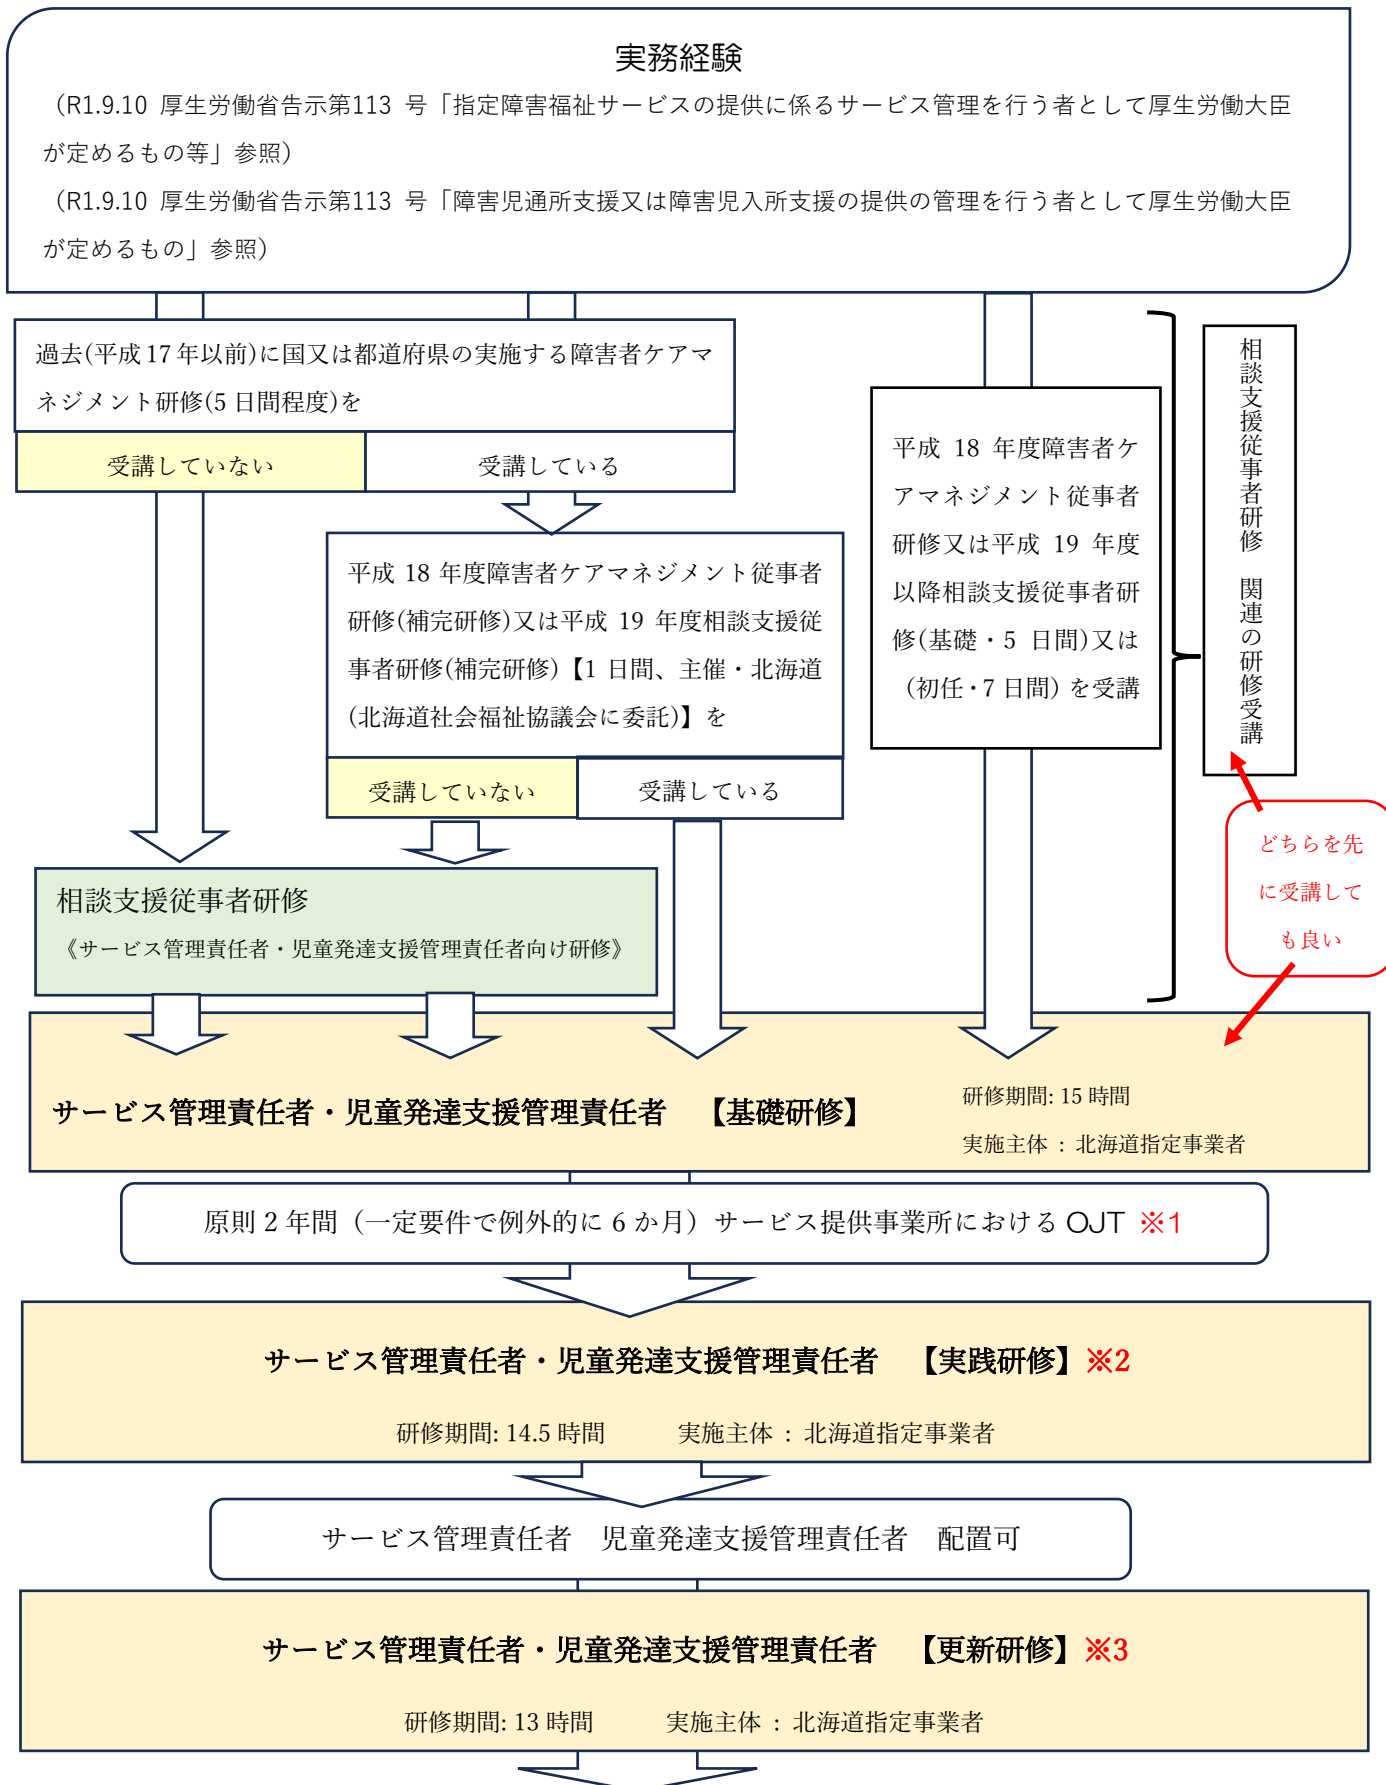 実務経験
（R1.9.10 厚生労働省告示第113 号「指定障害福祉サービスの提供に係るサービス管理を行う者として厚生労働大臣
が定めるもの等」参照）
（R1.9.10 厚生労働省告示第113 号「障害児通所支援又は障害児入所支援の提供の管理を行う者として厚生労働大臣
が定めるもの」参照）
過去(平成 17 年以前)に国又は都道府県の実施する障害者ケアマ
ネジメント研修(5 日間程度)を
受講していない
受講している
平成 18 年度障害者ケアマネジメント従事者
研修(補完研修)又は平成 19 年度相談支援従
事者研修(補完研修)【1 日間、主催・北海道
(北海道社会福祉協議会に委託)】を
受講していない
受講している
平成 18 年度障害者ケ
アマネジメント従事者
研修又は平成 19 年度
以降相談支援従事者研
修(基礎・5 日間)又は
（初任・7 日間）を受講
相談支援従事者研修　関連の研修受講
どちらを先
に受講して
も良い
相談支援従事者研修
《サービス管理責任者・児童発達支援管理責任者向け研修》
サービス管理責任者・児童発達支援管理責任者　【基礎研修】
研修期間: 15 時間
実施主体 : 北海道指定事業者
原則 2 年間（一定要件で例外的に 6 か月）サービス提供事業所における OJT ※1
サービス管理責任者・児童発達支援管理責任者　【実践研修】※2
研修期間: 14.5 時間　　　実施主体 : 北海道指定事業者
サービス管理責任者　児童発達支援管理責任者　配置可
サービス管理責任者・児童発達支援管理責任者　【更新研修】※3
研修期間: 13 時間　　　実施主体 : 北海道指定事業者